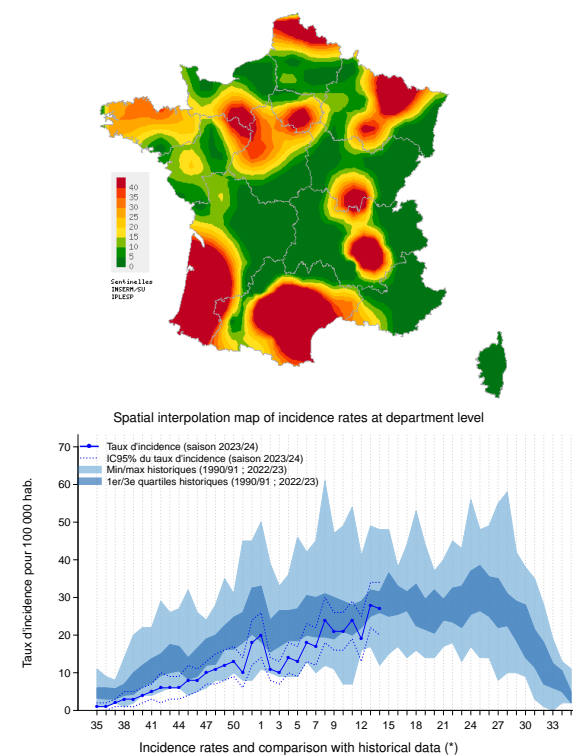 40
35
30
25
20
15
10
5
0
Sentinelles
INSERM/SU
IPLESP
Spatial interpolation map of incidence rates at department level
Taux d'incidence (saison 2023/24)
IC95% du taux d'incidence (saison 2023/24)
Min/max historiques (1990/91 ; 2022/23)
1er/3e quartiles historiques (1990/91 ; 2022/23)
Taux d'incidence pour 100 000 hab.
70
60
50
40
30
20
10
0
35 38 41 44 47 50 1 3 5 7 9 12 15 18 21 24 27 30 33
Incidence rates and comparison with historical data (*)